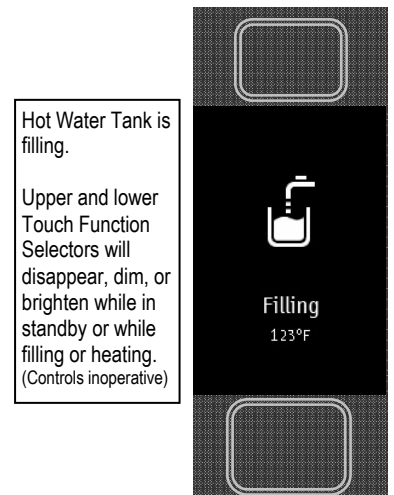 Hot Water Tank is
filling.
Upper and lower
Touch Function
Selectors will
disappear, dim, or
brighten while in
standby or while
filling or heating.
(Controls inoperative)
Filling
123°F